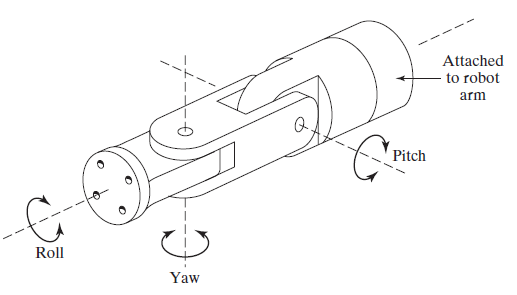 Attached
to robot
arm
Pitch
Roll
Yaw